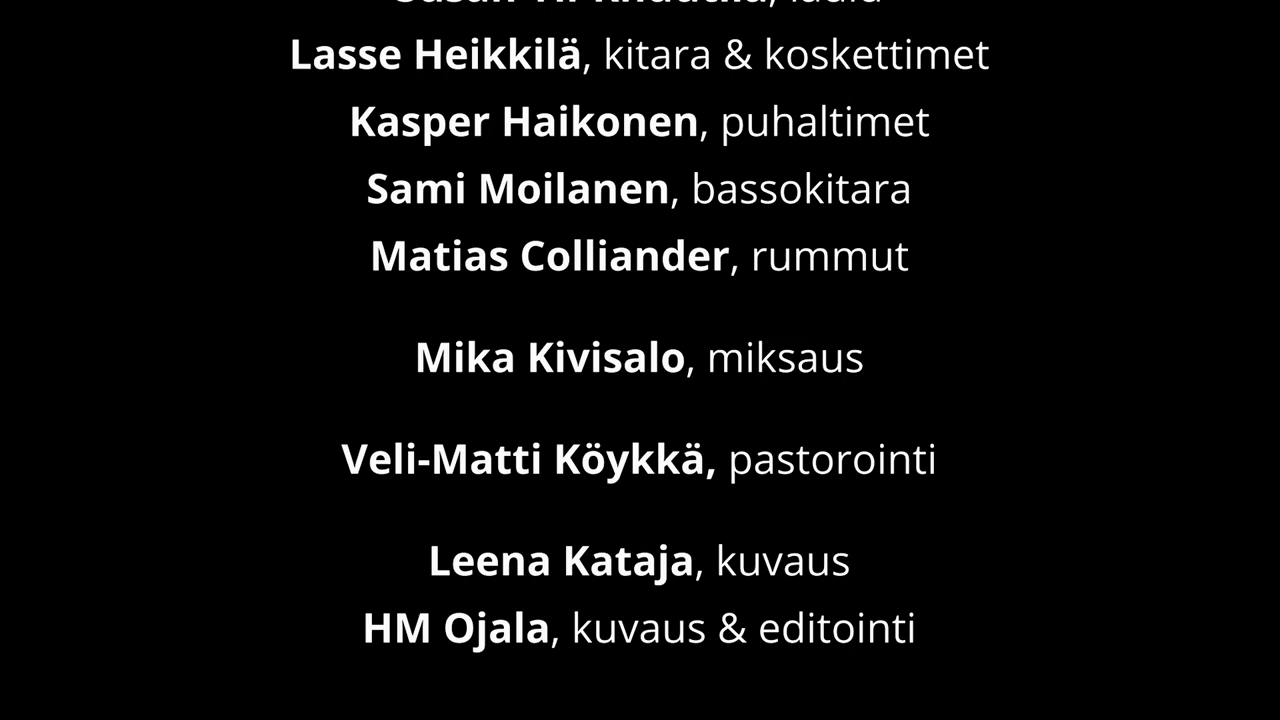 Lasse Heikkilä, kitara & koskettimet
Kasper Haikonen, puhaltimet
Sami Moilanen, bassokitara
Matias Colliander, rummut
Mika Kivisalo, miksaus
Veli-Matti Köykkä, pastorointi
Leena Kataja, kuvaus
HM Ojala, kuvaus & editointi